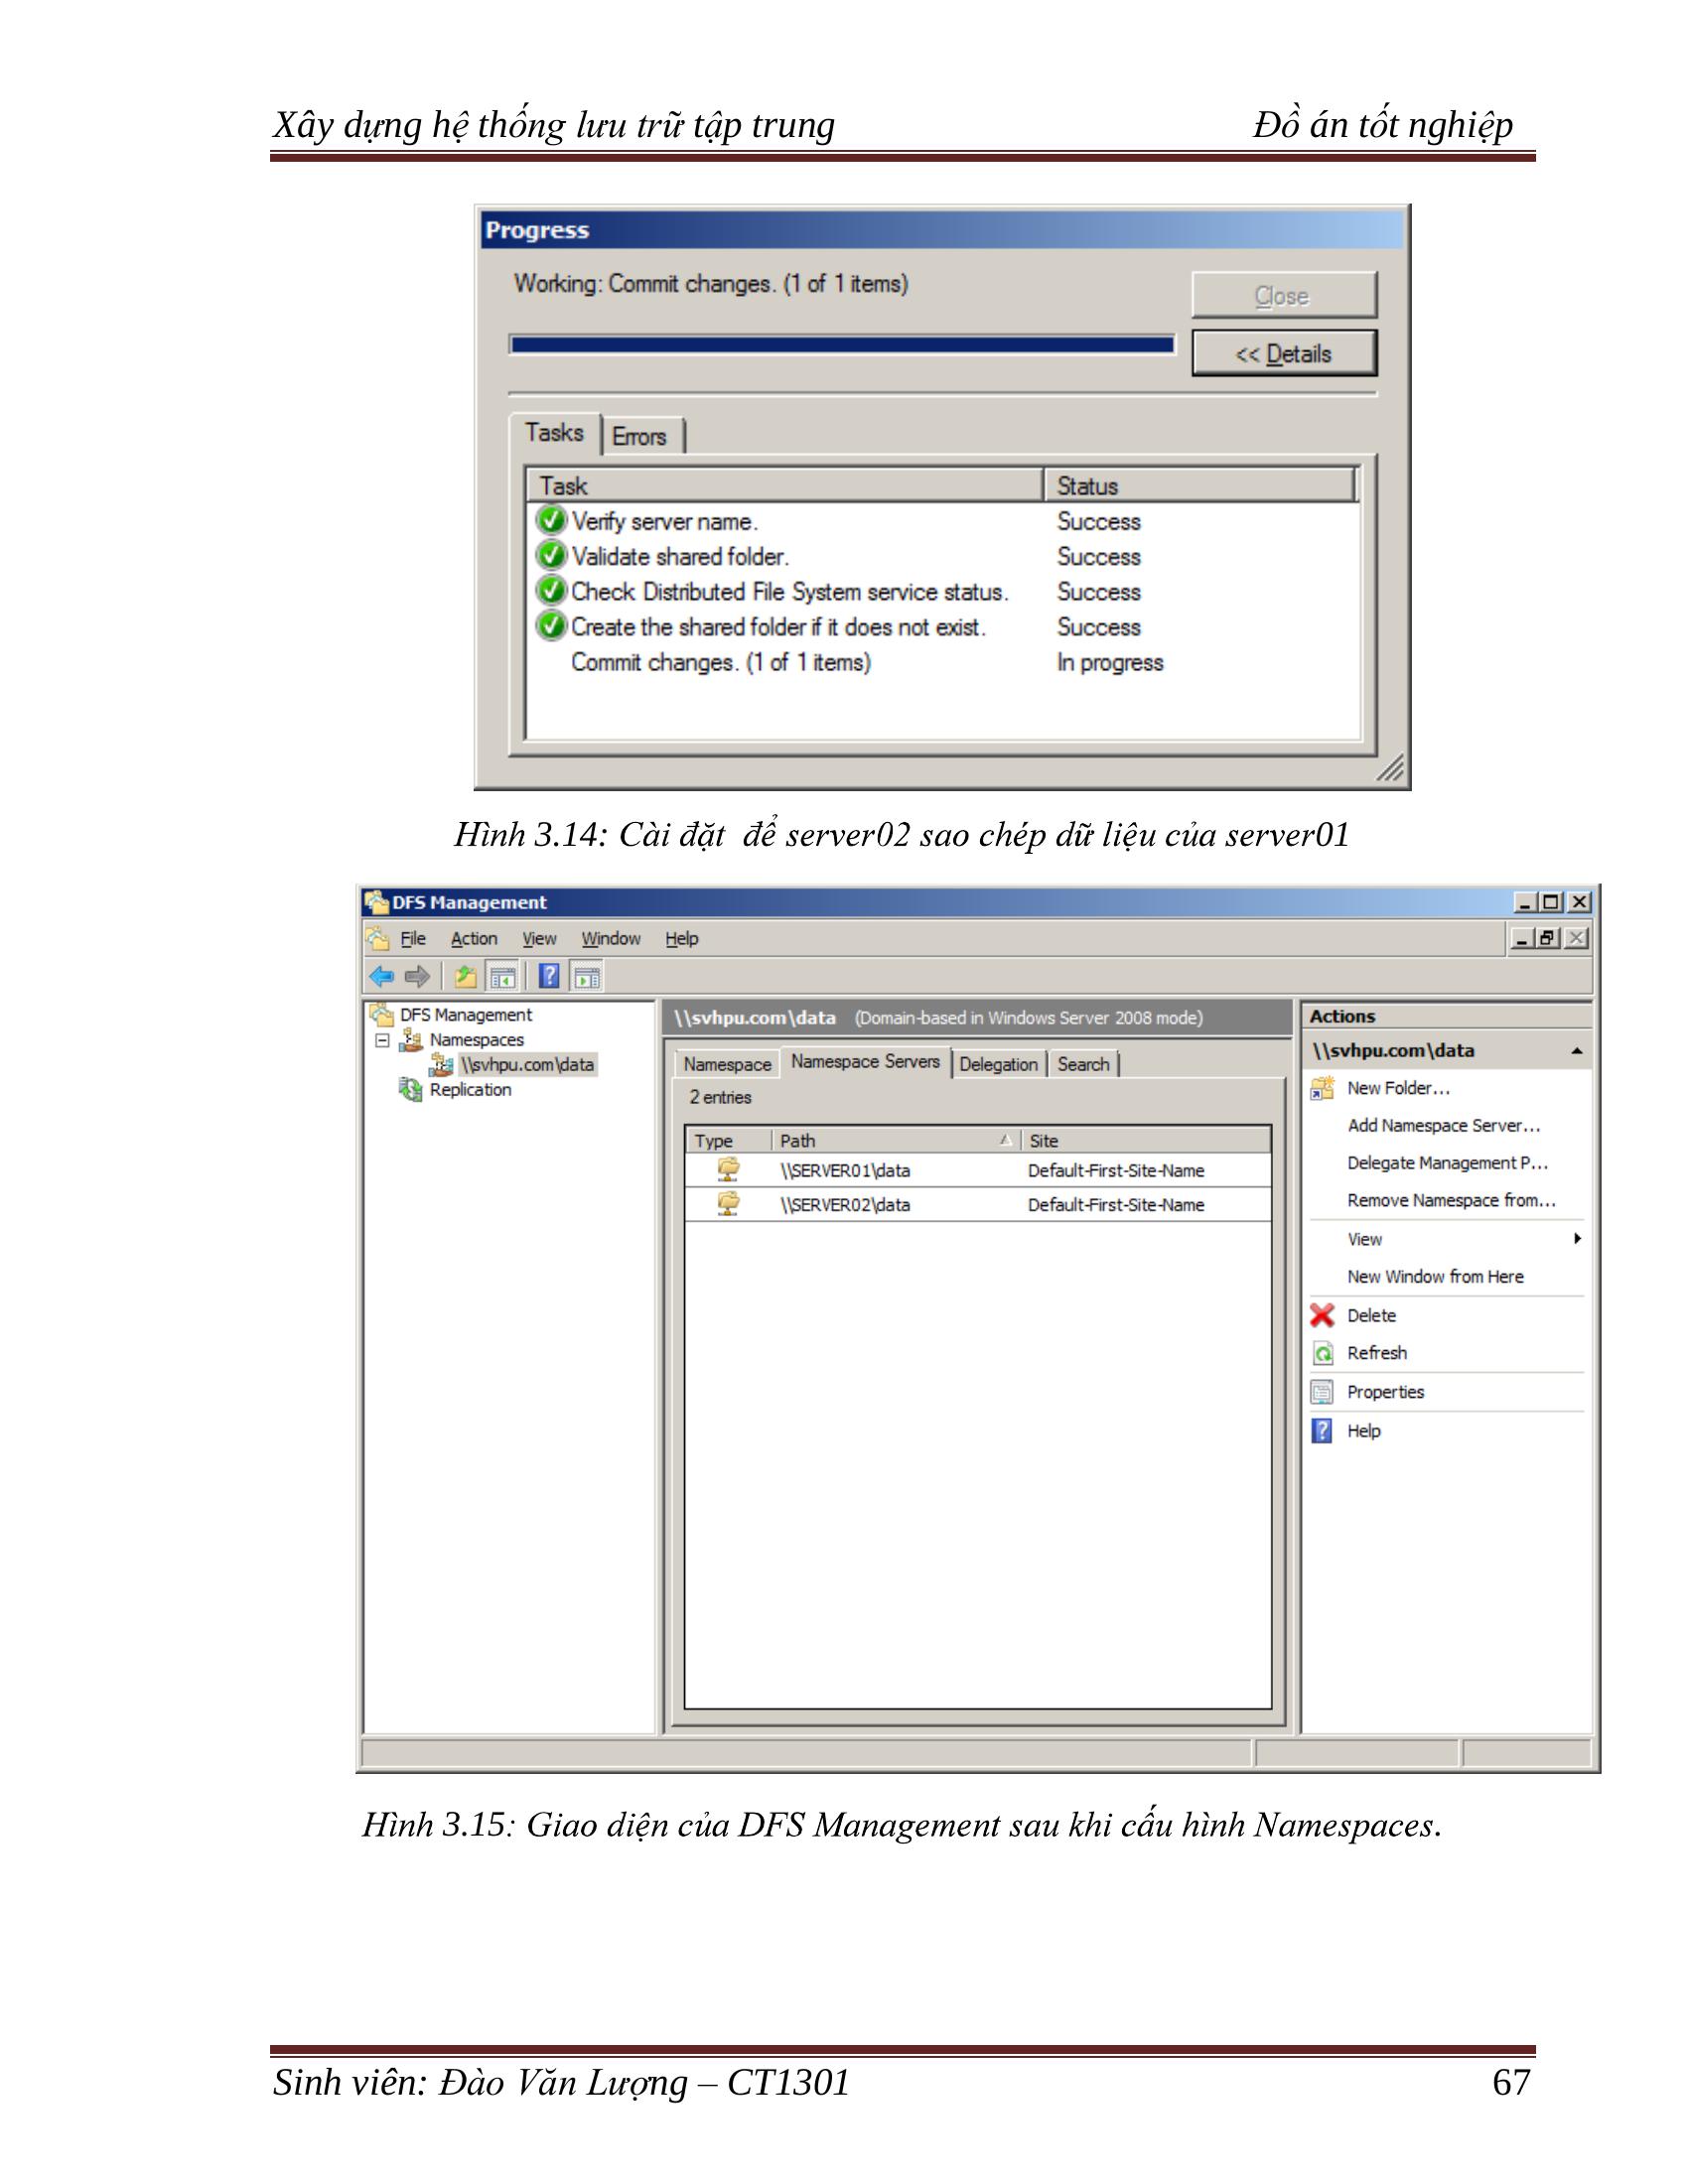 Xây dựng hệ thống lưu trữ tập trung Đồ án tốt nghiệp
Progress
Working: Commit changes. (1 of 1 items)
Close
<< Details
Tasks Errors
Task Status
Verify server name. Success
Validate shared folder. Success
Check Distributed File System service status. Success
Create the shared folder if it does not exist. Success
Commit changes. (1 of 1 items) In progress
Hình 3.14: Cài đặt để server02 sao chép dữ liệu của server01
DFS Management
File Action View Window Help
DFS Management
Namespaces
\\svhpu.com\data
Replication
\\svhpu.com\data (Domain-based in Windows Server 2008 mode)
Namespace Namespace Servers Delegation Search
2 entries
Type Path Site
\\SERVER01\data Default-First-Site-Name
\\SERVER02\data Default-First-Site-Name
Actions
\\svhpu.com\data
New Folder...
Add Namespace Server...
Delegate Management P...
Remove Namespace from...
View
New Window from Here
Delete
Refresh
Properties
Help
Hình 3.15: Giao diện của DFS Management sau khi cấu hình Namespaces.
Sinh viên: Đào Văn Lượng – CT1301 67